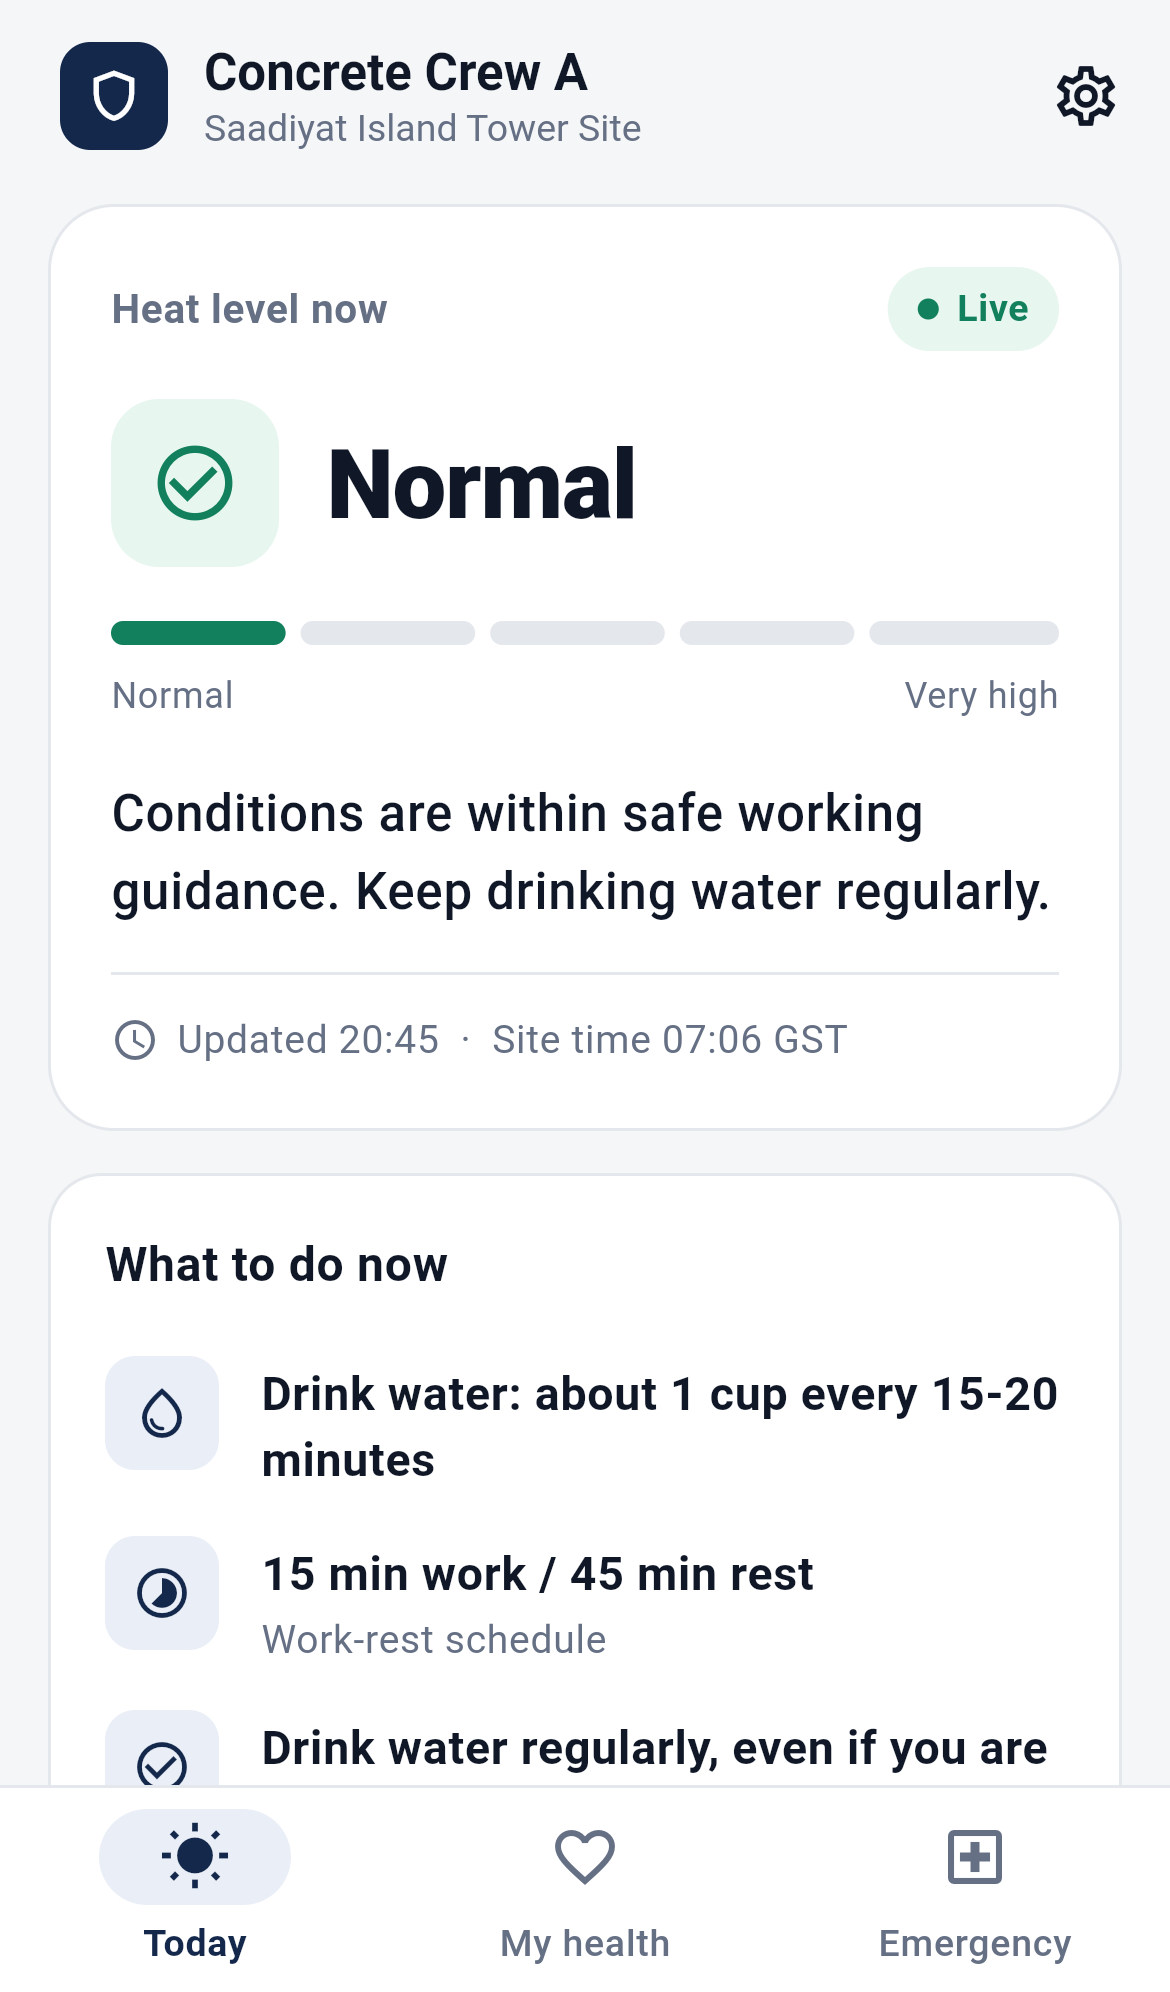 Concrete Crew A
Saadiyat Island Tower Site
Heat level now
Live
Normal
Normal
Very high
Conditions are within safe working
guidance. Keep drinking water regularly.
Updated 20:45 · Site time 07:06 GST
What to do now
Drink water: about 1 cup every 15-20
minutes
15 min work / 45 min rest
Work-rest schedule
Drink water regularly, even if you are
Today
My health
Emergency